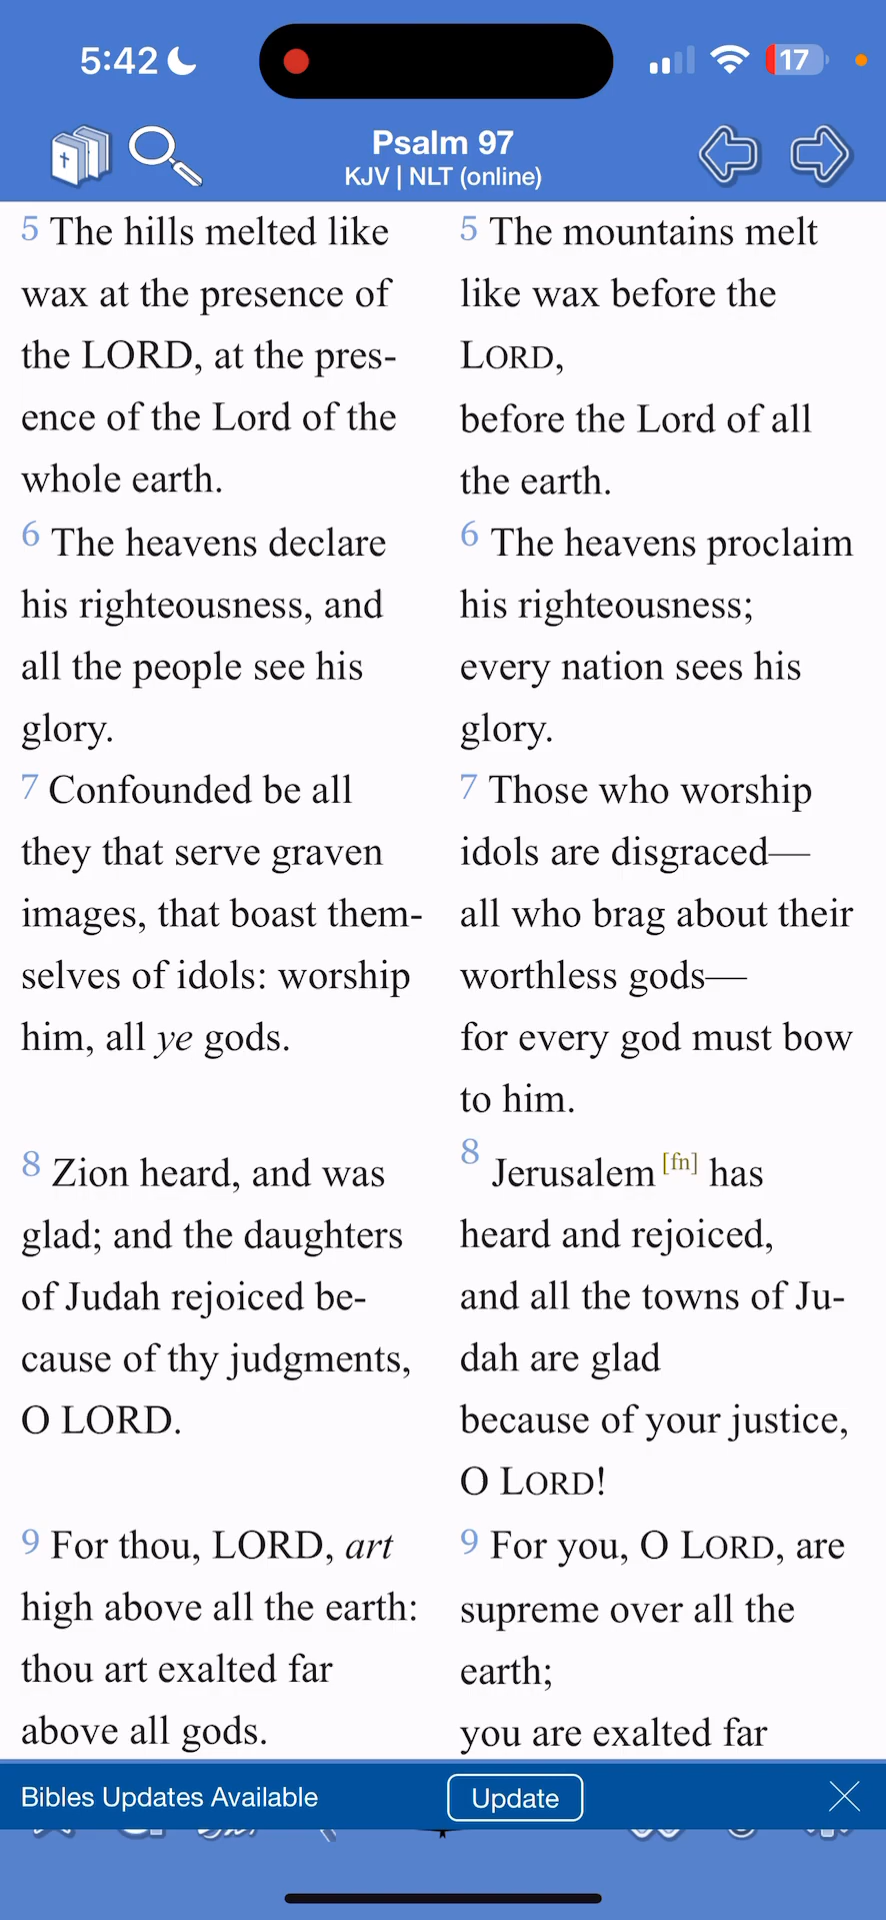 5:42
17
Psalm 97
KJV | NLT (online)
5 The hills melted like
wax at the presence of
the LORD, at the pres-
ence of the Lord of the
whole earth.
6 The heavens declare
his righteousness, and
all the people see his
glory.
7 Confounded be all
they that serve graven
images, that boast them-
selves of idols: worship
him, all ye gods.
8 Zion heard, and was
glad; and the daughters
of Judah rejoiced be-
cause of thy judgments,
O LORD.
9 For thou, LORD, art
high above all the earth:
thou art exalted far
above all gods.
5 The mountains melt
like wax before the
LORD,
before the Lord of all
the earth.
6 The heavens proclaim
his righteousness;
every nation sees his
glory.
7 Those who worship
idols are disgraced—
all who brag about their
worthless gods—
for every god must bow
to him.
8 Jerusalem [fn] has
heard and rejoiced,
and all the towns of Ju-
dah are glad
because of your justice,
O LORD!
9 For you, O LORD, are
supreme over all the
earth;
you are exalted far
Bibles Updates Available
Update